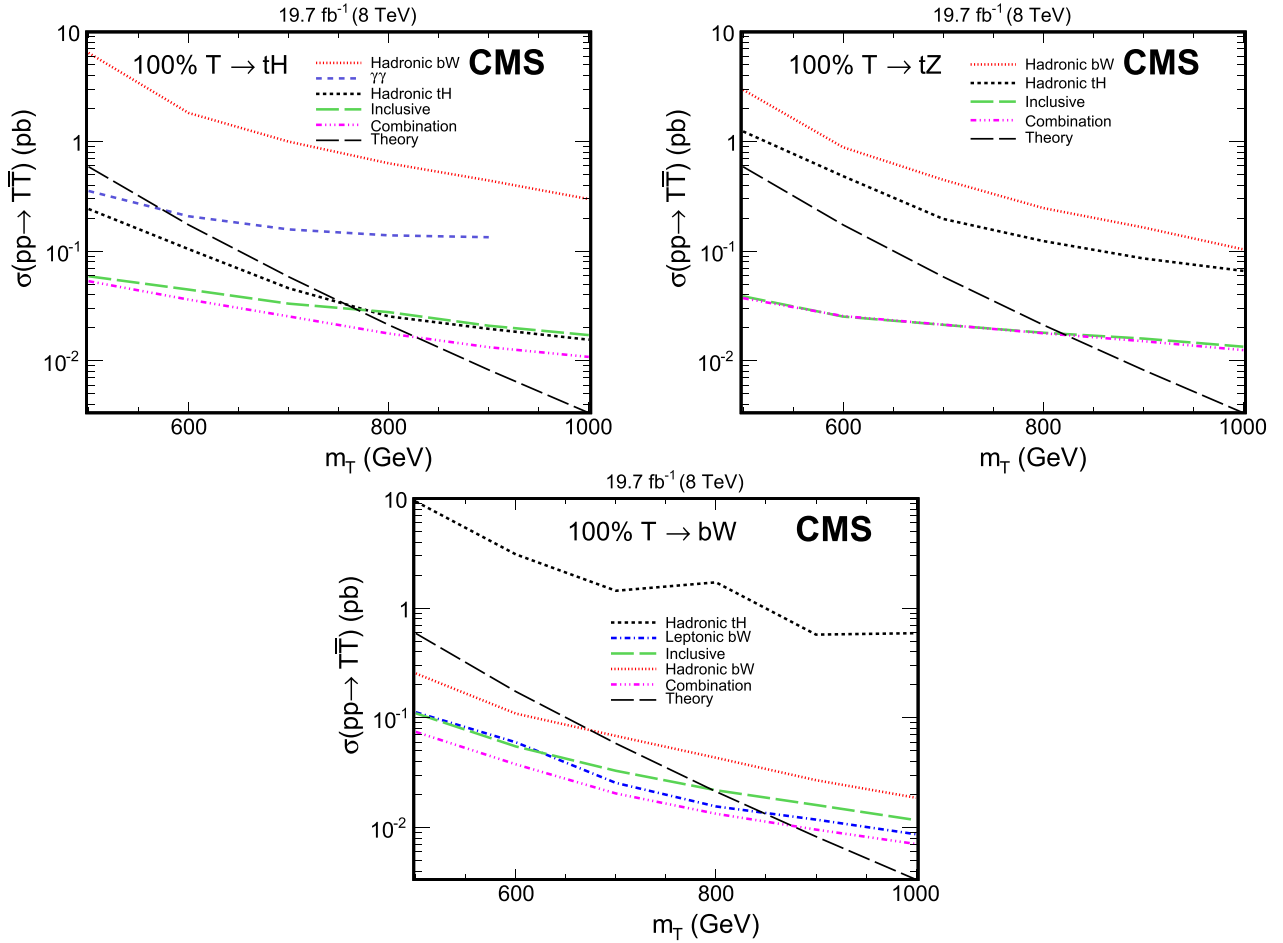 19.7 fb⁻¹ (8 TeV)
100% T → tH
CMS
Hadronic bW
γγ
Hadronic tH
Inclusive
Combination
Theory
10
1
10⁻¹
10⁻²
σ(pp→ TT̅) (pb)
600
800
1000
m_T (GeV)
19.7 fb⁻¹ (8 TeV)
100% T → tZ
CMS
Hadronic bW
Hadronic tH
Inclusive
Combination
Theory
10
1
10⁻¹
10⁻²
σ(pp→ TT̅) (pb)
600
800
1000
m_T (GeV)
19.7 fb⁻¹ (8 TeV)
100% T → bW
CMS
Hadronic tH
Leptonic bW
Inclusive
Hadronic bW
Combination
Theory
10
1
10⁻¹
10⁻²
σ(pp→ TT̅) (pb)
600
800
1000
m_T (GeV)